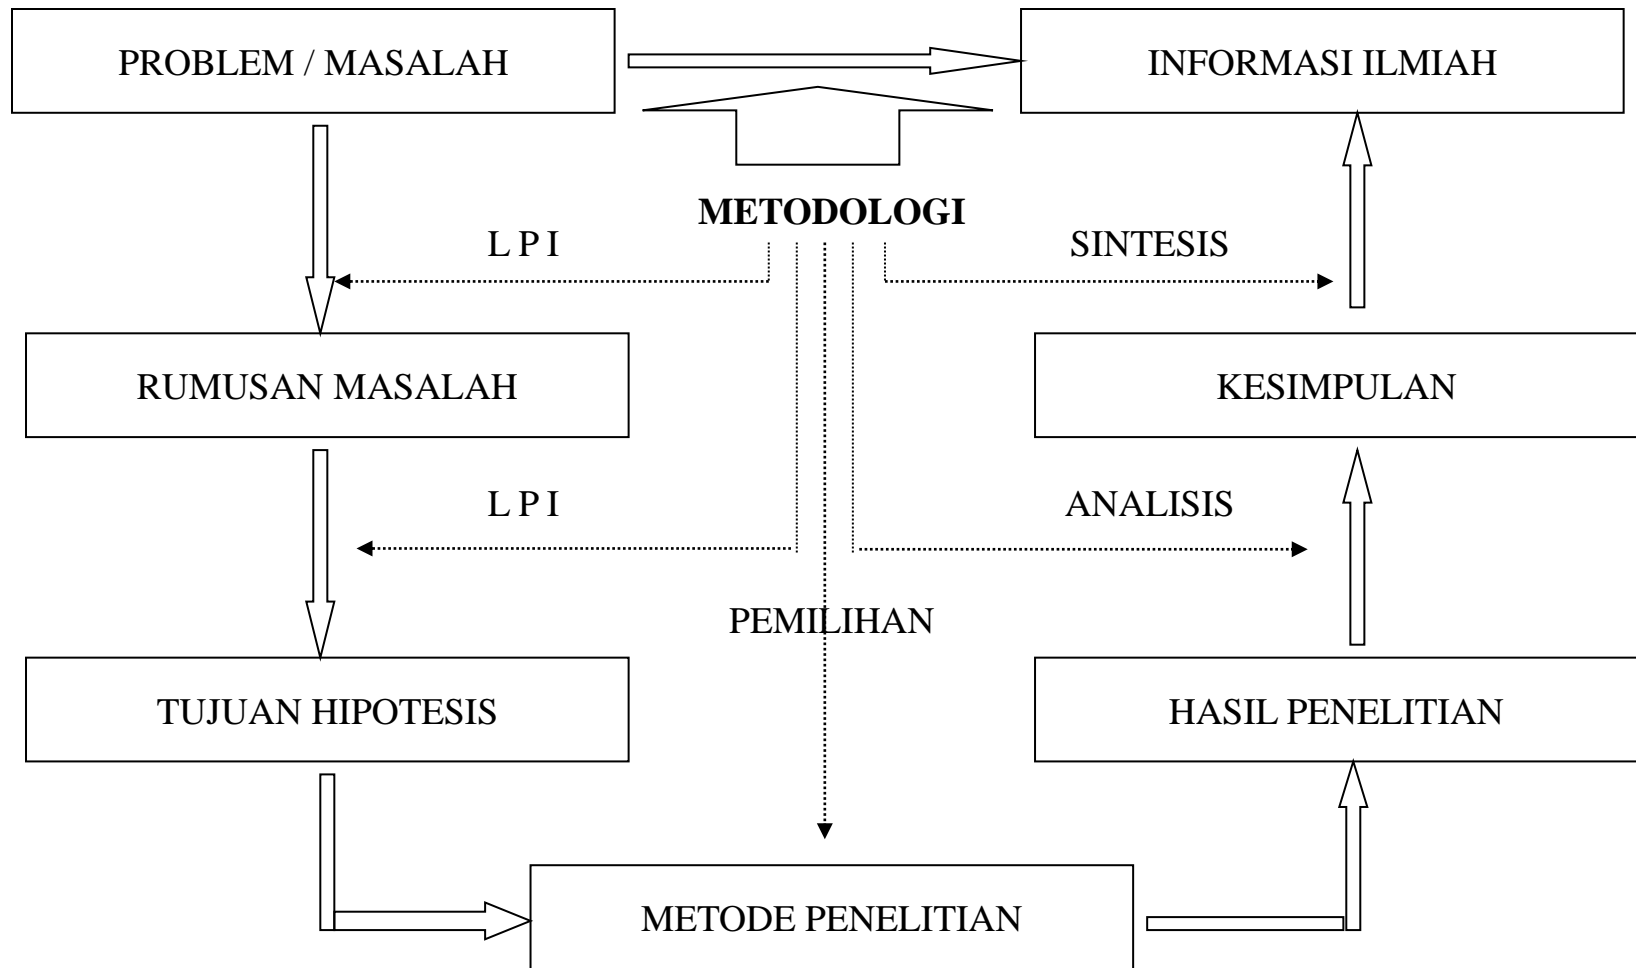 PROBLEM / MASALAH
INFORMASI ILMIAH
METODOLOGI
L P I
SINTESIS
RUMUSAN MASALAH
KESIMPULAN
L P I
ANALISIS
PEMILIHAN
TUJUAN HIPOTESIS
HASIL PENELITIAN
METODE PENELITIAN